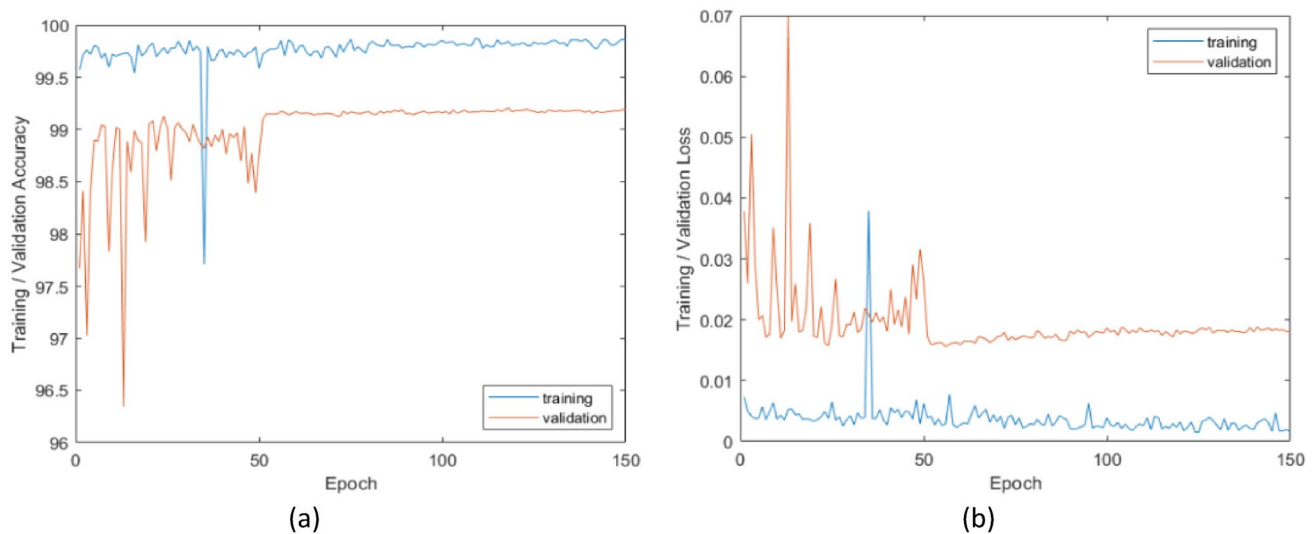 Training / Validation Accuracy
100
99.5
99
98.5
98
97.5
97
96.5
96
0
50
100
150
Epoch
training
validation
(a)
Training / Validation Loss
0.07
0.06
0.05
0.04
0.03
0.02
0.01
0
0
50
100
150
Epoch
training
validation
(b)